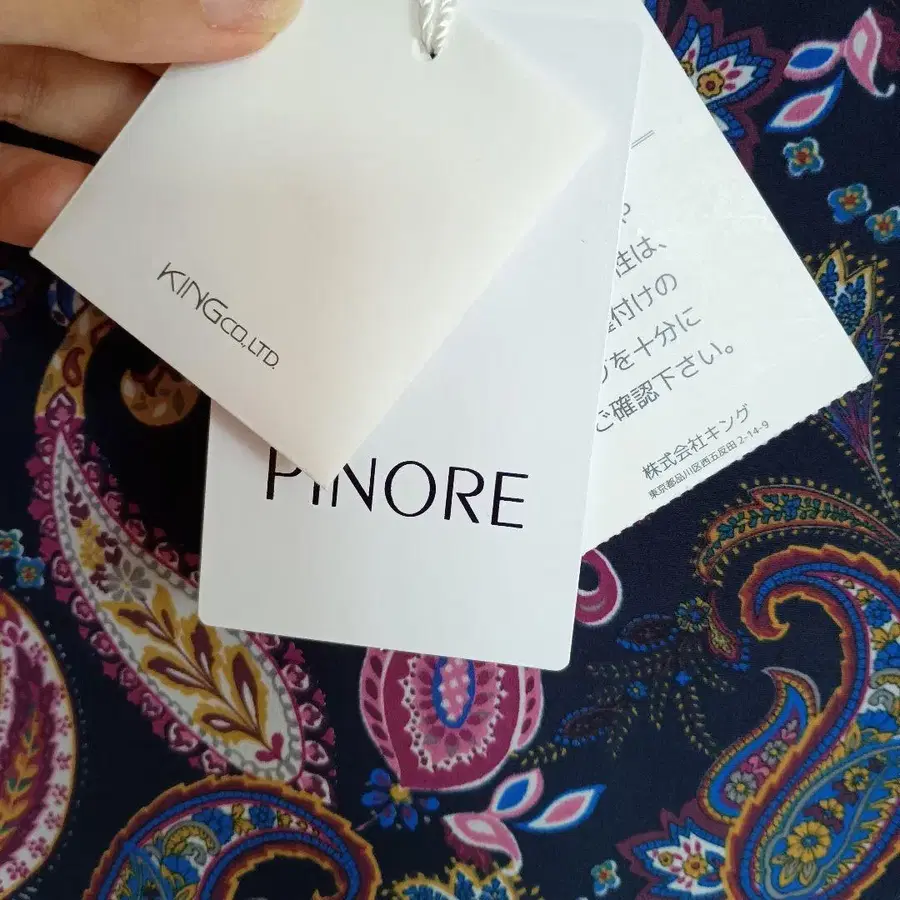 KING CO.,LTD.
PINORE
?
性は、
付けの
を十分に
ご確認下さい。
株式会社キング
東京都品川区西五反田 2-14-9